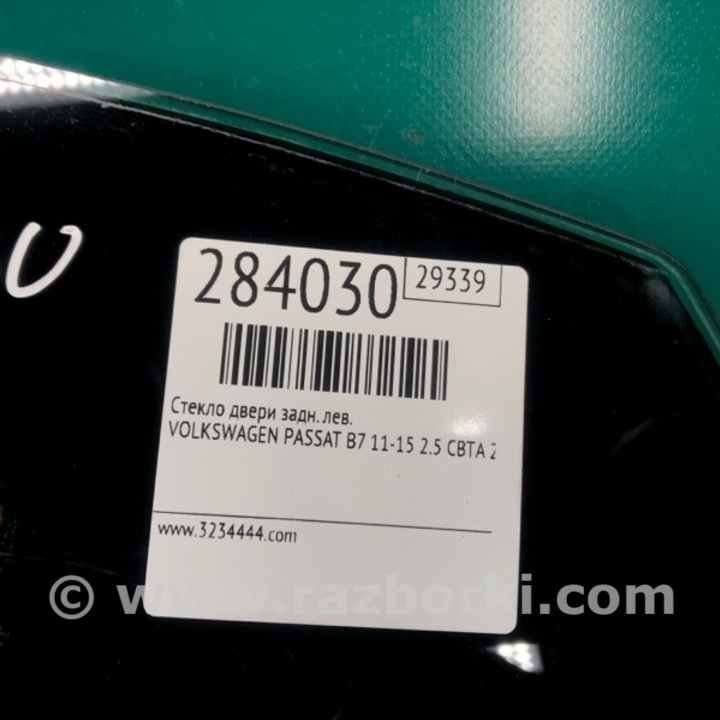 U
284030
29339
Стекло двери задн. лев.
VOLKSWAGEN PASSAT B7 11-15 2.5 CBTA 2
www.3234444.com
© www.razborki.com